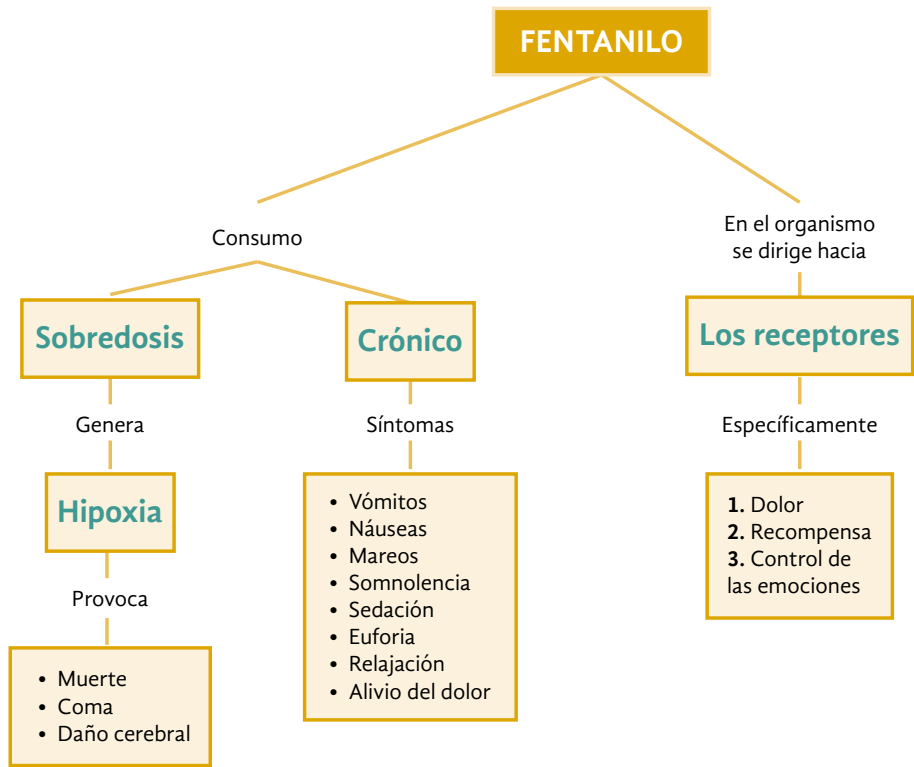 FENTANILO
Consumo
Sobredosis
Genera
Hipoxia
Provoca
• Muerte
• Coma
• Daño cerebral
Crónico
Síntomas
• Vómitos
• Náuseas
• Mareos
• Somnolencia
• Sedación
• Euforia
• Relajación
• Alivio del dolor
En el organismo
se dirige hacia
Los receptores
Específicamente
1. Dolor
2. Recompensa
3. Control de
las emociones